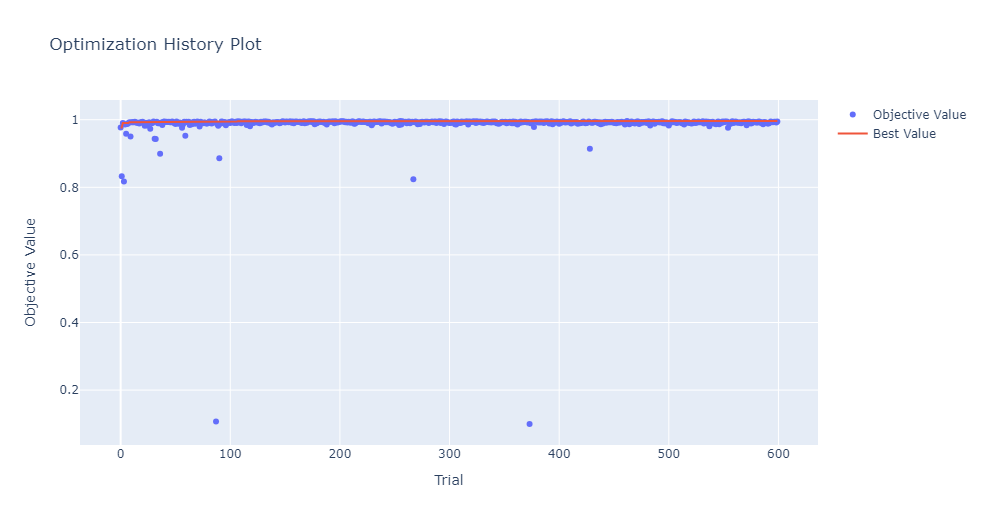 Optimization History Plot
Objective Value
Best Value
1
0.8
0.6
0.4
0.2
Objective Value
0 100 200 300 400 500 600
Trial